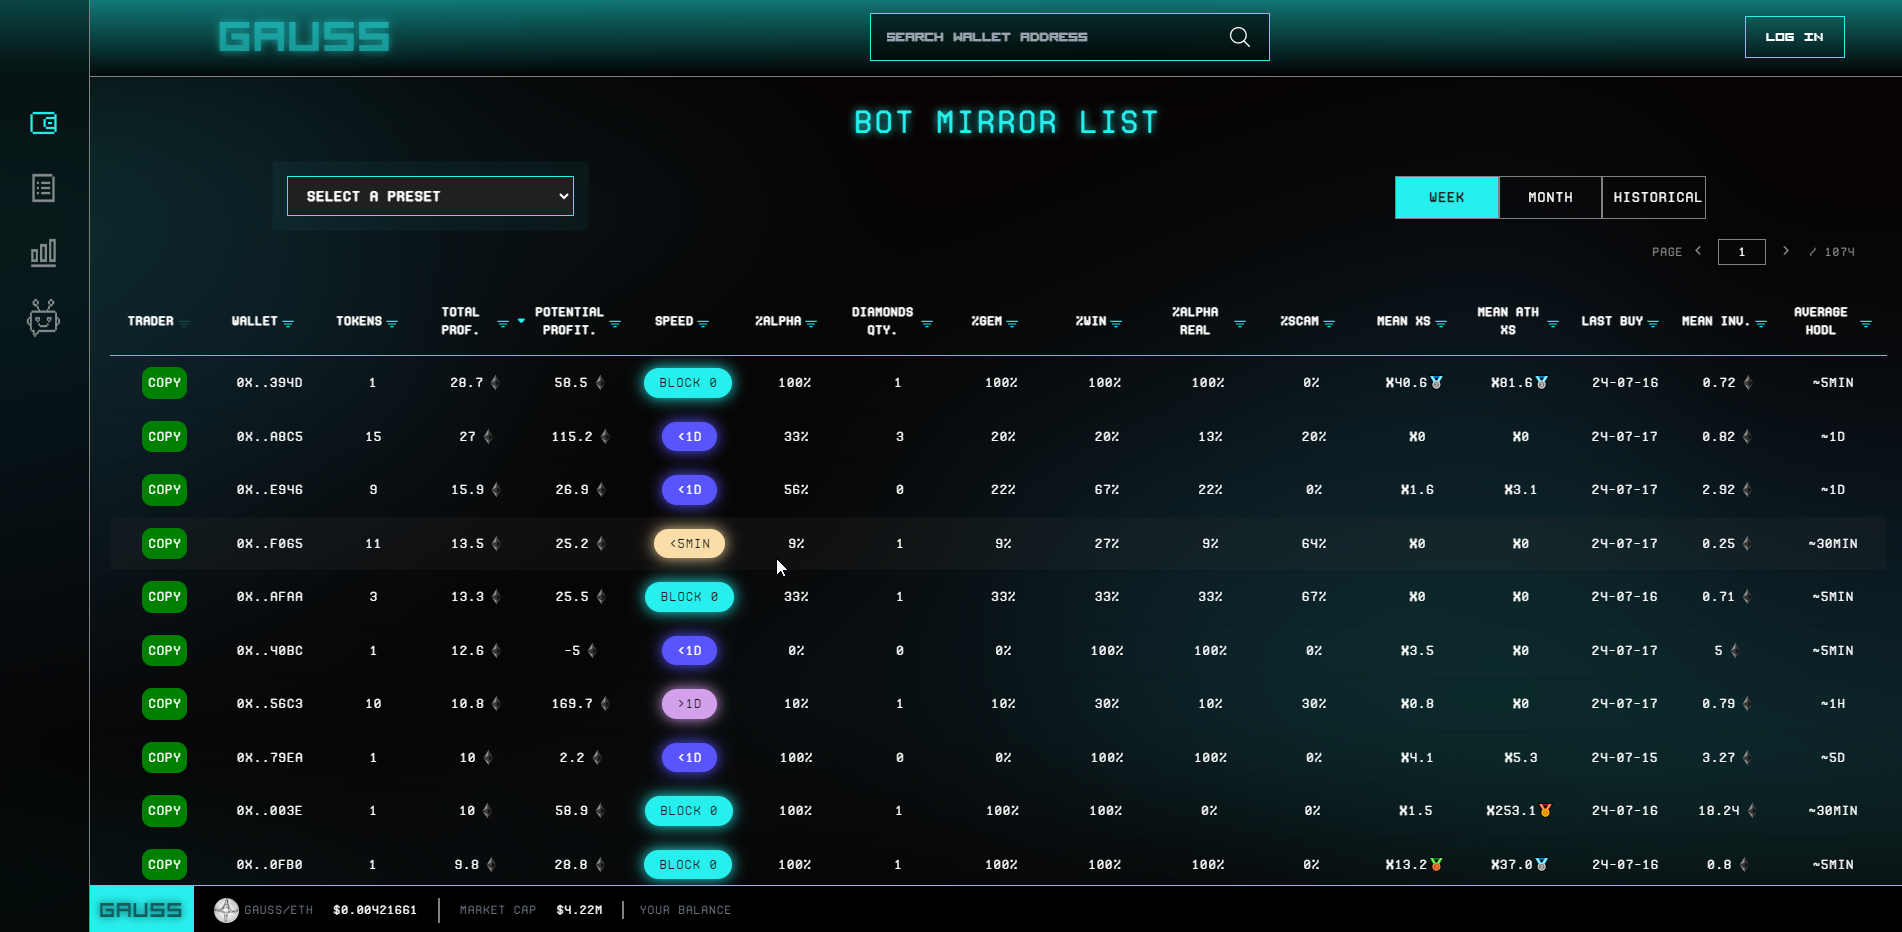 GAUSS
SEARCH WALLET ADDRESS
LOG IN
BOT MIRROR LIST
SELECT A PRESET
WEEK MONTH HISTORICAL
PAGE < 1 > / 1074
TRADER WALLET TOKENS TOTAL PROF. POTENTIAL PROFIT. SPEED %ALPHA DIAMONDS QTY. %GEM %WIN %ALPHA REAL %SCAM MEAN XS MEAN ATH XS LAST BUY MEAN INV. AVERAGE HODL
COPY 0X..394D 1 28.7 58.5 BLOCK 0 100% 1 100% 100% 100% 0% X40.6 X81.6 24-07-16 0.72 ~5MIN
COPY 0X..A8C5 15 27 115.2 <1D 33% 3 20% 20% 13% 20% X0 X0 24-07-17 0.82 ~1D
COPY 0X..E946 9 15.9 26.9 <1D 56% 0 22% 67% 22% 0% X1.6 X3.1 24-07-17 2.92 ~1D
COPY 0X..F065 11 13.5 25.2 <5MIN 9% 1 9% 27% 9% 64% X0 X0 24-07-17 0.25 ~30MIN
COPY 0X..AFAA 3 13.3 25.5 BLOCK 0 33% 1 33% 33% 33% 67% X0 X0 24-07-16 0.71 ~5MIN
COPY 0X..40BC 1 12.6 -5 <1D 0% 0 0% 100% 100% 0% X3.5 X0 24-07-17 5 ~5MIN
COPY 0X..56C3 10 10.8 169.7 >1D 10% 1 10% 30% 10% 30% X0.8 X0 24-07-17 0.79 ~1H
COPY 0X..79EA 1 10 2.2 <1D 100% 0 0% 100% 100% 0% X4.1 X5.3 24-07-15 3.27 ~5D
COPY 0X..003E 1 10 58.9 BLOCK 0 100% 1 100% 100% 0% 0% X1.5 X253.1 24-07-16 18.24 ~30MIN
COPY 0X..0FB0 1 9.8 28.8 BLOCK 0 100% 1 100% 100% 100% 0% X13.2 X37.0 24-07-16 0.8 ~5MIN
GAUSS GAUSS/ETH $0.00421661 MARKET CAP $4.22M YOUR BALANCE